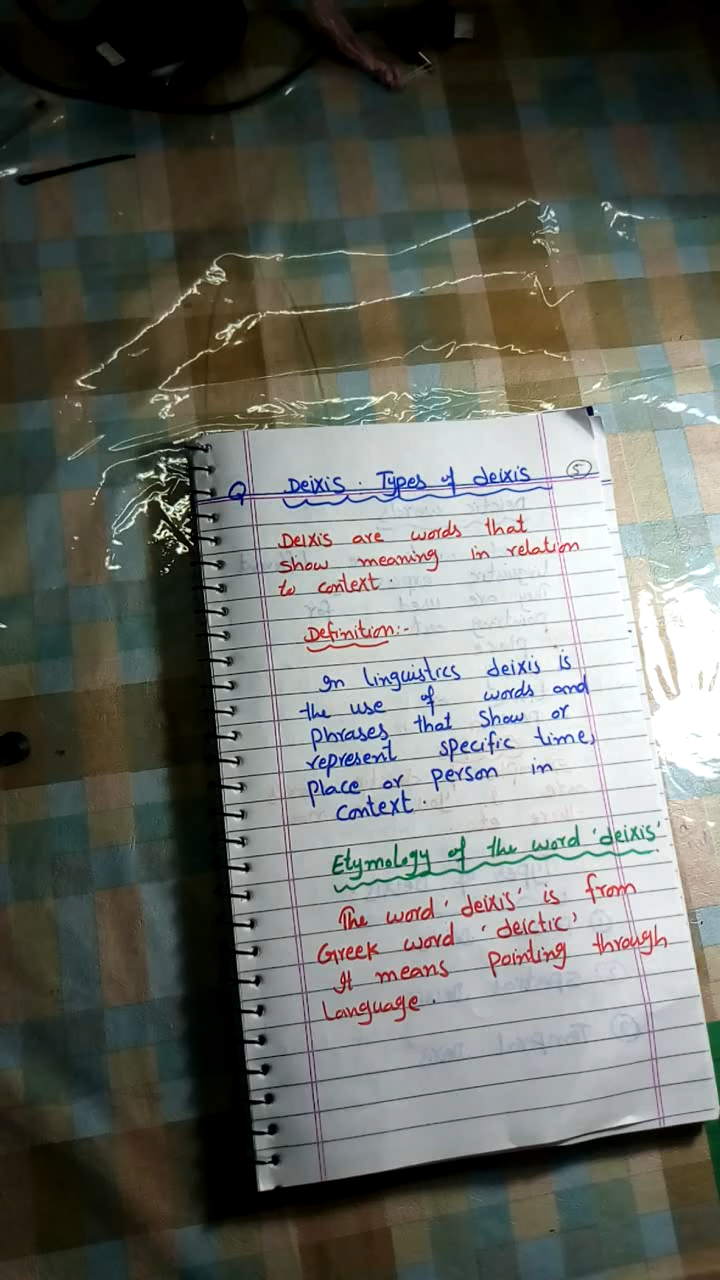 Q Deixis. Types of deixis 5
Deixis are words that
show meaning in relation
to context.
Definition:-
In linguistics deixis is
the use of words and
phrases that show or
represent specific time,
place or person in
context.
Etymology of the word 'deixis'
The word 'deixis' is from
Greek word 'deictic'
It means pointing through
language.